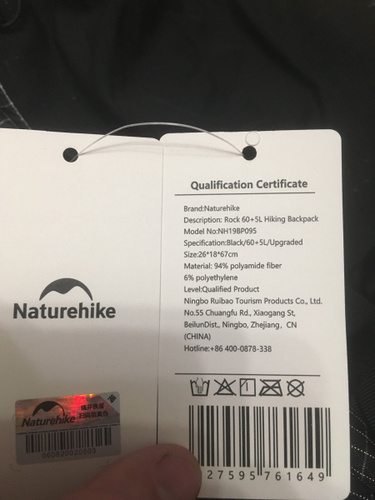 Naturehike
Naturehike
Qualification Certificate
Brand:Naturehike
Description: Rock 60+5L Hiking Backpack
Model No:NH19BP095
Specification:Black/60+5L/Upgraded
Size:26*18*67cm
Material: 94% polyamide fiber
6% polyethylene
Level:Qualified Product
Ningbo Ruibao Tourism Products Co., Ltd.
No.55 Chuangfu Rd., Xiaogang St,
BeilunDist., Ningbo, Zhejiang, CN
(CHINA)
Hotline:+86 400-0878-338
27595 761649